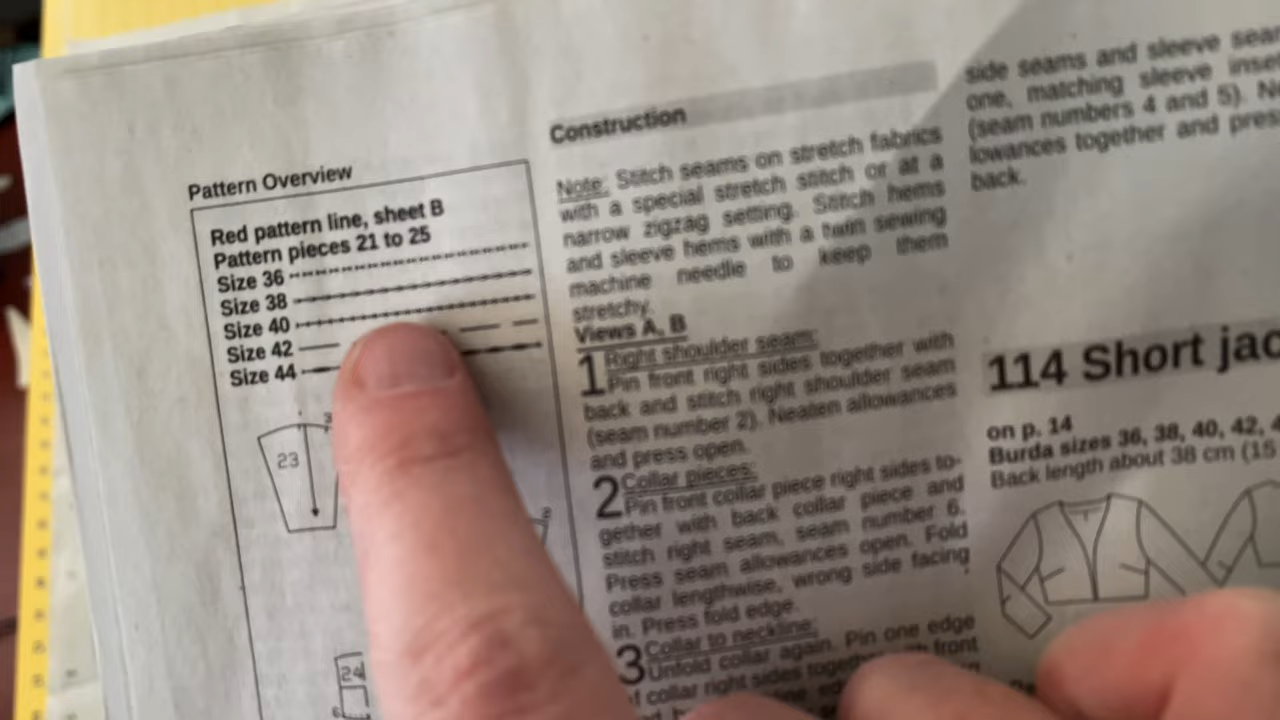 Pattern Overview
Red pattern line, sheet B
Pattern pieces 21 to 25
Size 36
Size 38
Size 40
Size 42
Size 44
23
3
24
Construction
Note: Stitch seams on stretch fabrics
with a special stretch stitch or at a
narrow zigzag setting. Stitch hems
and sleeve hems with a twin sewing
machine needle to keep them
stretchy.
Views A, B
1 Right shoulder seam:
Pin front right sides together with
back and stitch right shoulder seam
(seam number 2). Neaten allowances
and press open.
2 Collar pieces:
Pin front collar piece right sides to-
gether with back collar piece and
stitch right seam, seam number 6.
Press seam allowances open. Fold
collar lengthwise, wrong side facing
in. Press fold edge.
3 Collar to neckline:
Unfold collar again. Pin one edge
of collar right sides together with front
side seams and sleeve
one, matching sleeve
(seam numbers 4 and 5).
lowances together and
back.
114 Short
on p. 14
Burda sizes 36, 38, 40, 42,
Back length about 38 cm (15